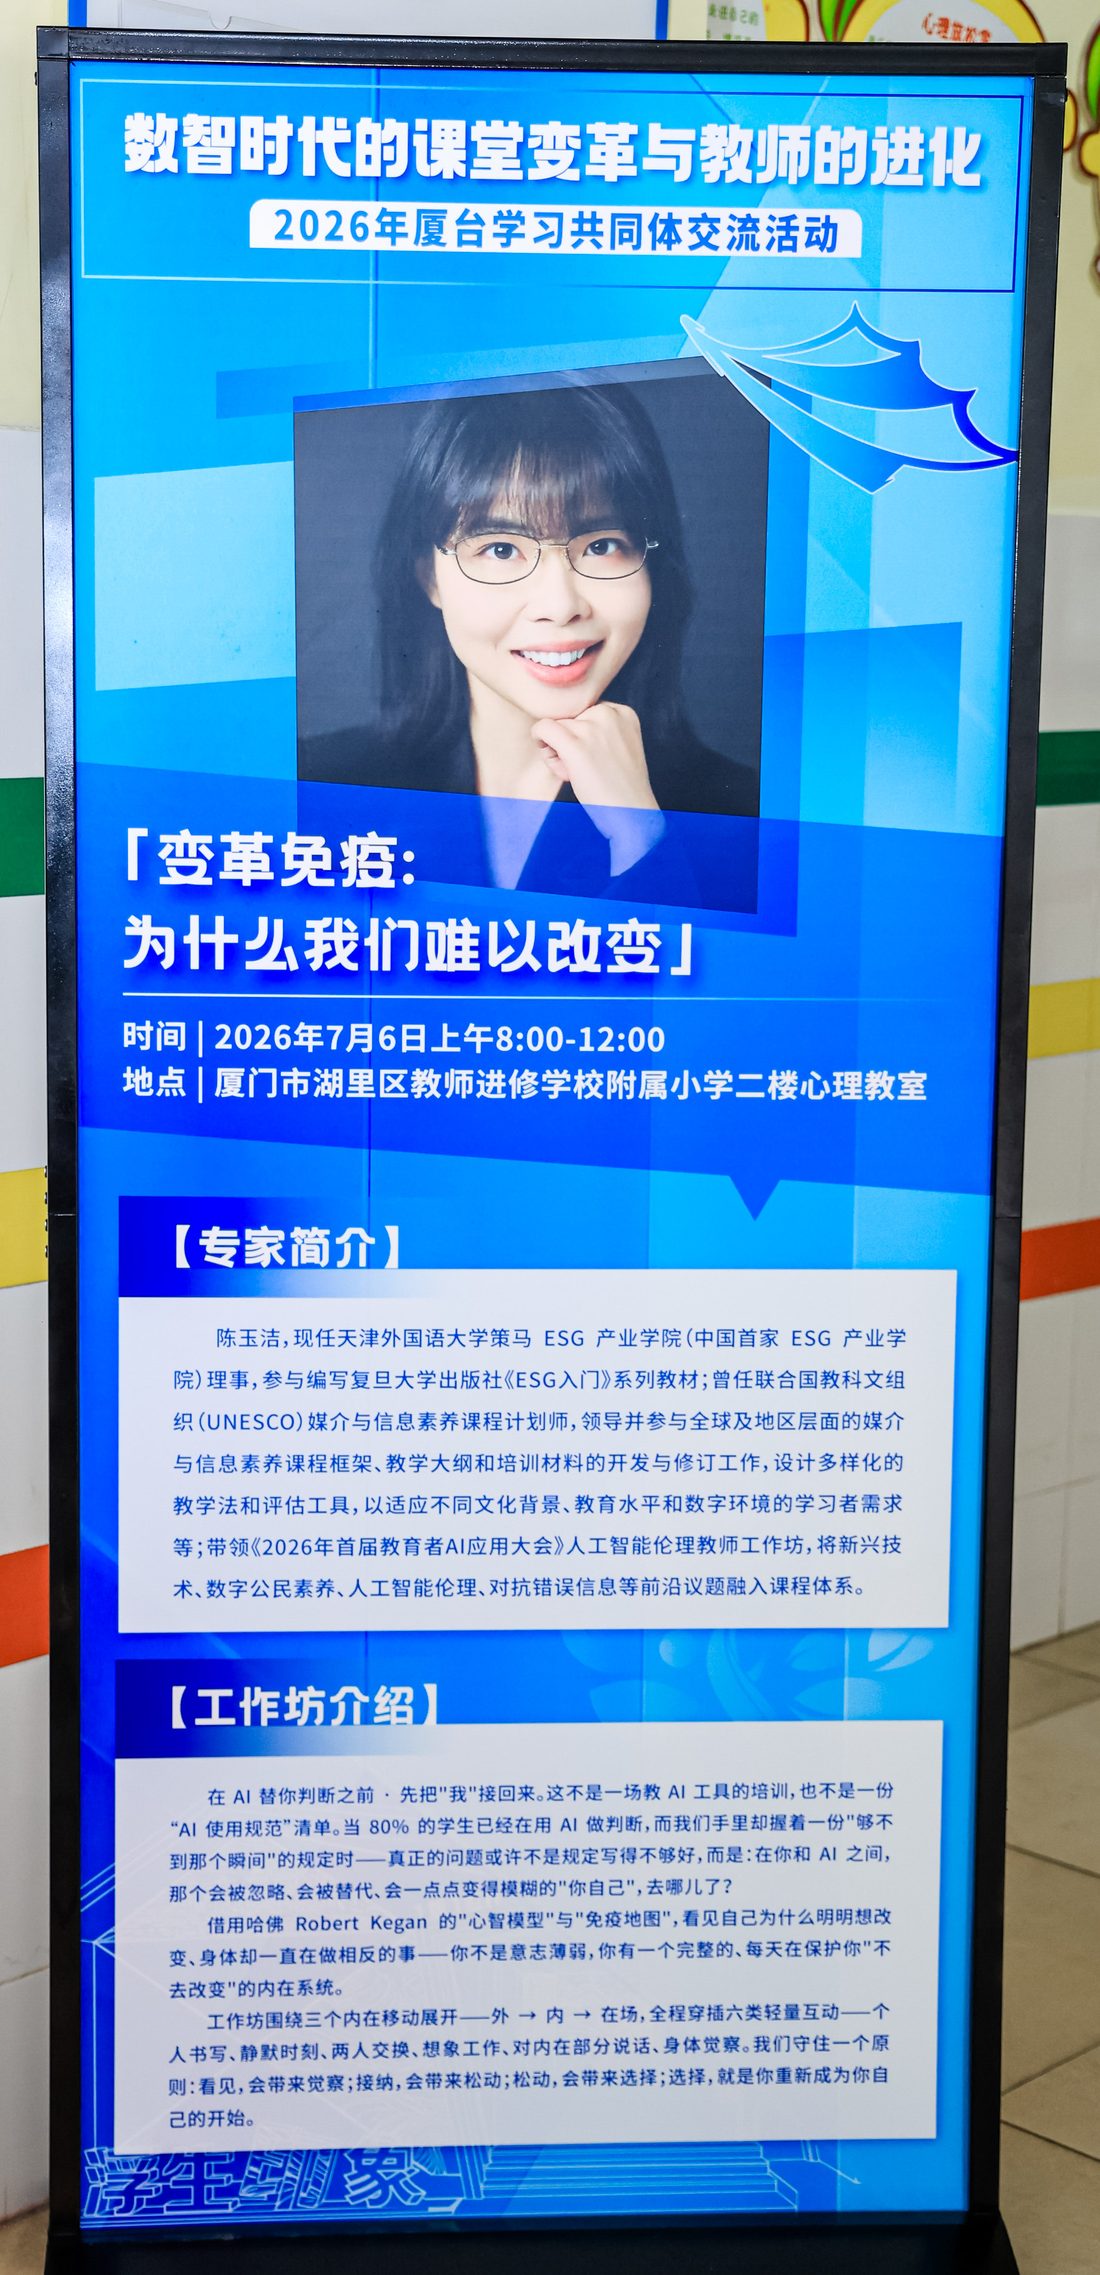 数智时代的课堂变革与教师的进化
2026年厦台学习共同体交流活动
「变革免疫:
为什么我们难以改变」
时间 | 2026年7月6日上午8:00-12:00
地点 | 厦门市湖里区教师进修学校附属小学二楼心理教室
【专家简介】
陈玉洁，现任天津外国语大学策马 ESG 产业学院（中国首家 ESG 产业学
院）理事，参与编写复旦大学出版社《ESG入门》系列教材；曾任联合国教科文组
织（UNESCO）媒介与信息素养课程计划师，领导并参与全球及地区层面的媒介
与信息素养课程框架、教学大纲和培训材料的开发与修订工作，设计多样化的
教学法和评估工具，以适应不同文化背景、教育水平和数字环境的学习者需求
等；带领《2026年首届教育者AI应用大会》人工智能伦理教师工作坊，将新兴技
术、数字公民素养、人工智能伦理、对抗错误信息等前沿议题融入课程体系。
【工作坊介绍】
在 AI 替你判断之前 · 先把"我"接回来。这不是一场教 AI 工具的培训，也不是一份
“AI 使用规范”清单。当 80% 的学生已经在用 AI 做判断，而我们手里却握着一份"够不
到那个瞬间"的规定时——真正的问题或许不是规定写得不够好，而是：在你和 AI 之间，
那个会被忽略、会被替代、会一点点变得模糊的"你自己"，去哪儿了？
借用哈佛 Robert Kegan 的"心智模型"与"免疫地图"，看见自己为什么明明想改
变、身体却一直在做相反的事——你不是意志薄弱，你有一个完整的、每天在保护你"不
去改变"的内在系统。
工作坊围绕三个内在移动展开——外 → 内 → 在场，全程穿插六类轻量互动——个
人书写、静默时刻、两人交换、想象工作、对内在部分说话、身体觉察。我们守住一个原
则：看见，会带来觉察；接纳，会带来松动；松动，会带来选择；选择，就是你重新成为你自
己的开始。
浮生印象